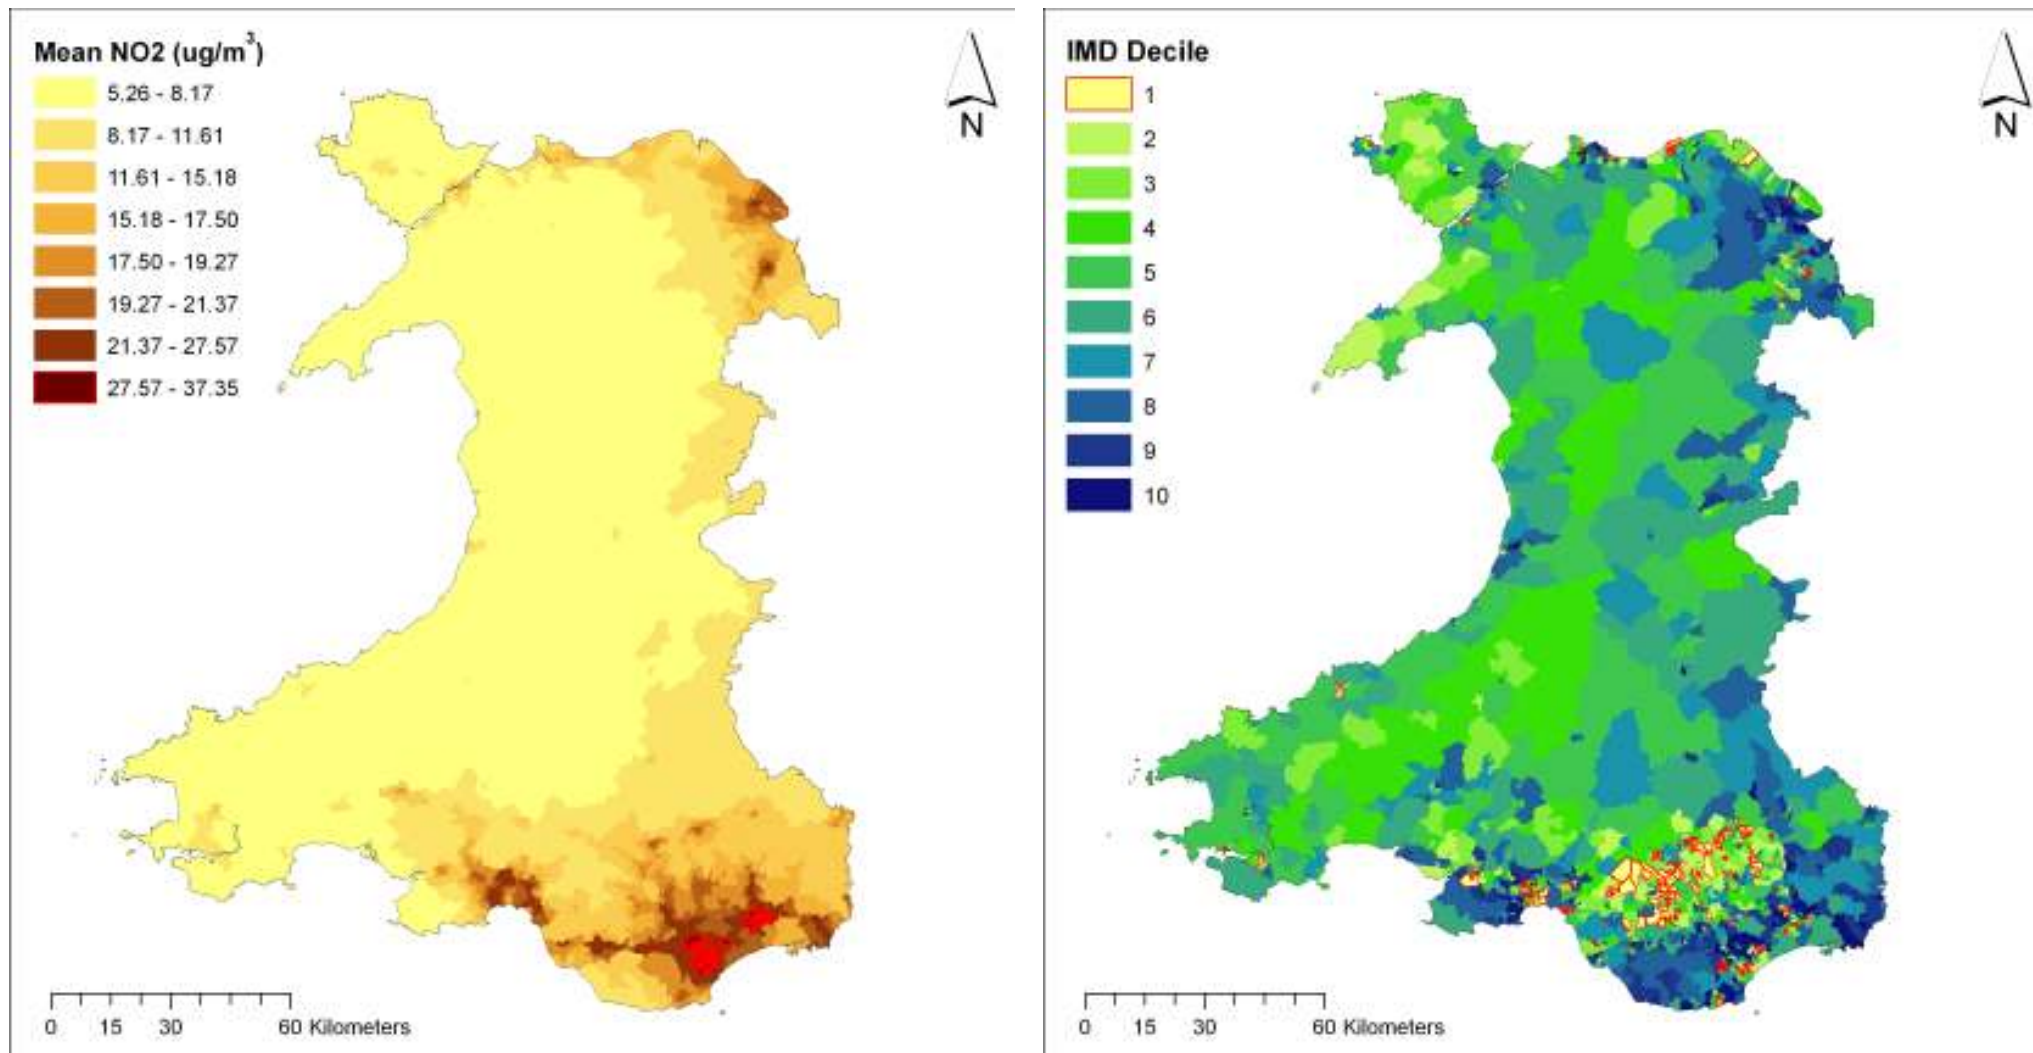 Mean NO2 (ug/m³)
5.26 - 8.17
8.17 - 11.61
11.61 - 15.18
15.18 - 17.50
17.50 - 19.27
19.27 - 21.37
21.37 - 27.57
27.57 - 37.35
N
0 15 30 60 Kilometers
IMD Decile
1
2
3
4
5
6
7
8
9
10
N
0 15 30 60 Kilometers